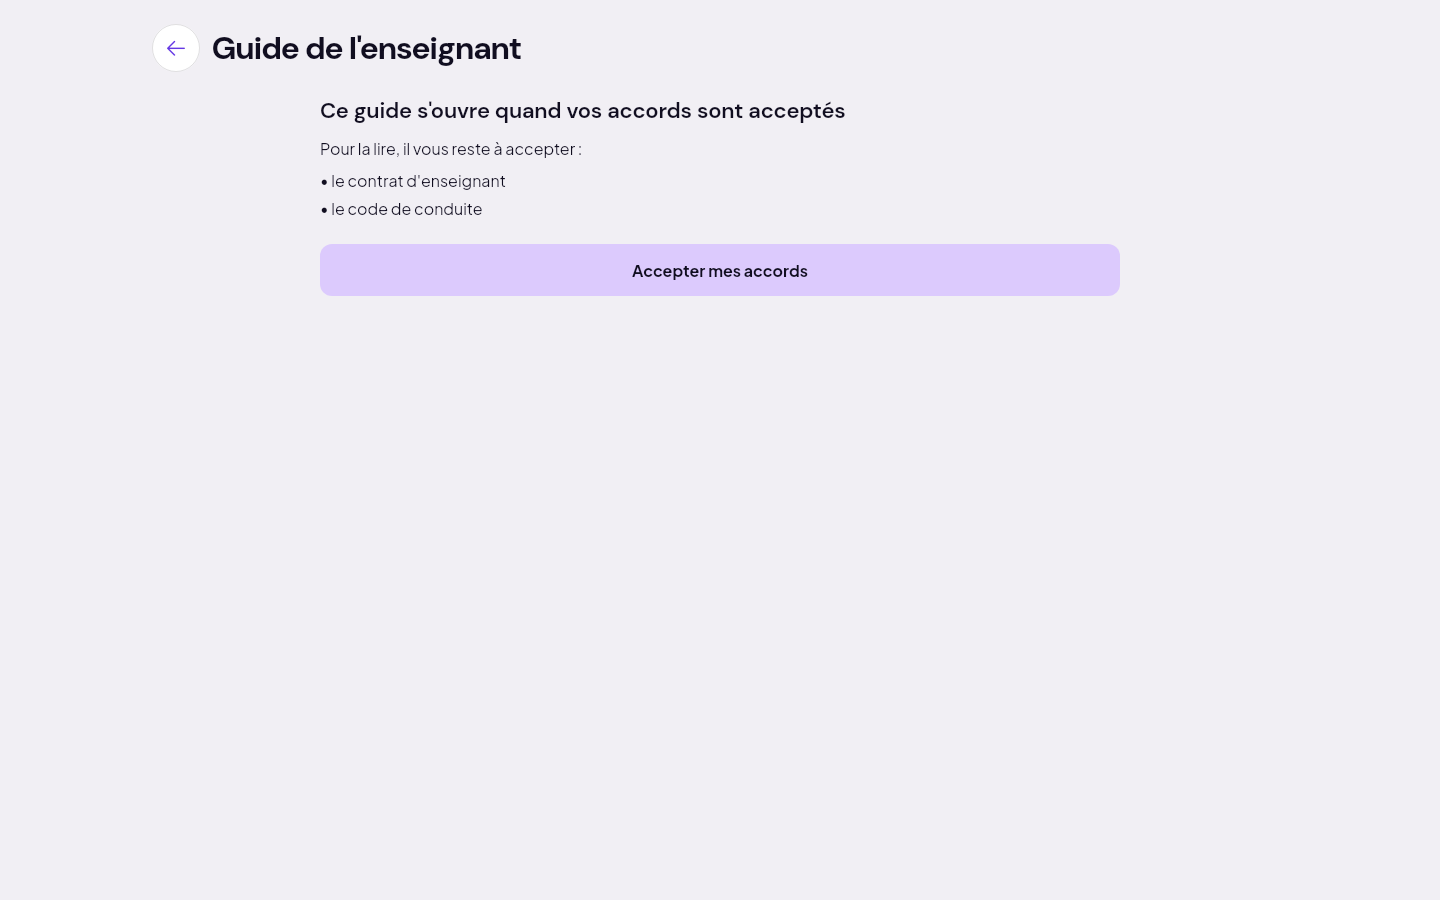 Guide de l'enseignant
Ce guide s'ouvre quand vos accords sont acceptés
Pour la lire, il vous reste à accepter :
• le contrat d'enseignant
• le code de conduite
Accepter mes accords